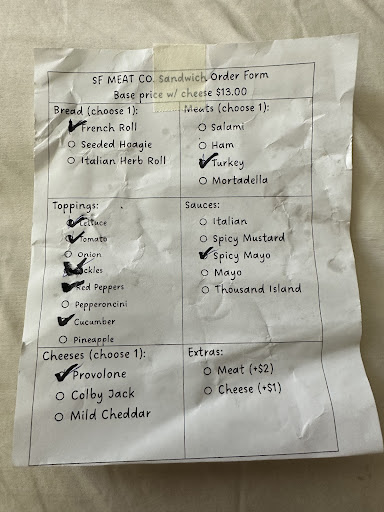 SF MEAT CO. Sandwich Order Form
Base price w/ cheese $13.00
Bread (choose 1):
French Roll
Seeded Hoagie
Italian Herb Roll
Meats (choose 1):
Salami
Ham
Turkey
Mortadella
Toppings:
Lettuce
Tomato
Onion
Pickles
Red Peppers
Pepperoncini
Cucumber
Pineapple
Sauces:
Italian
Spicy Mustard
Spicy Mayo
Mayo
Thousand Island
Cheeses (choose 1):
Provolone
Colby Jack
Mild Cheddar
Extras:
Meat (+$2)
Cheese (+$1)